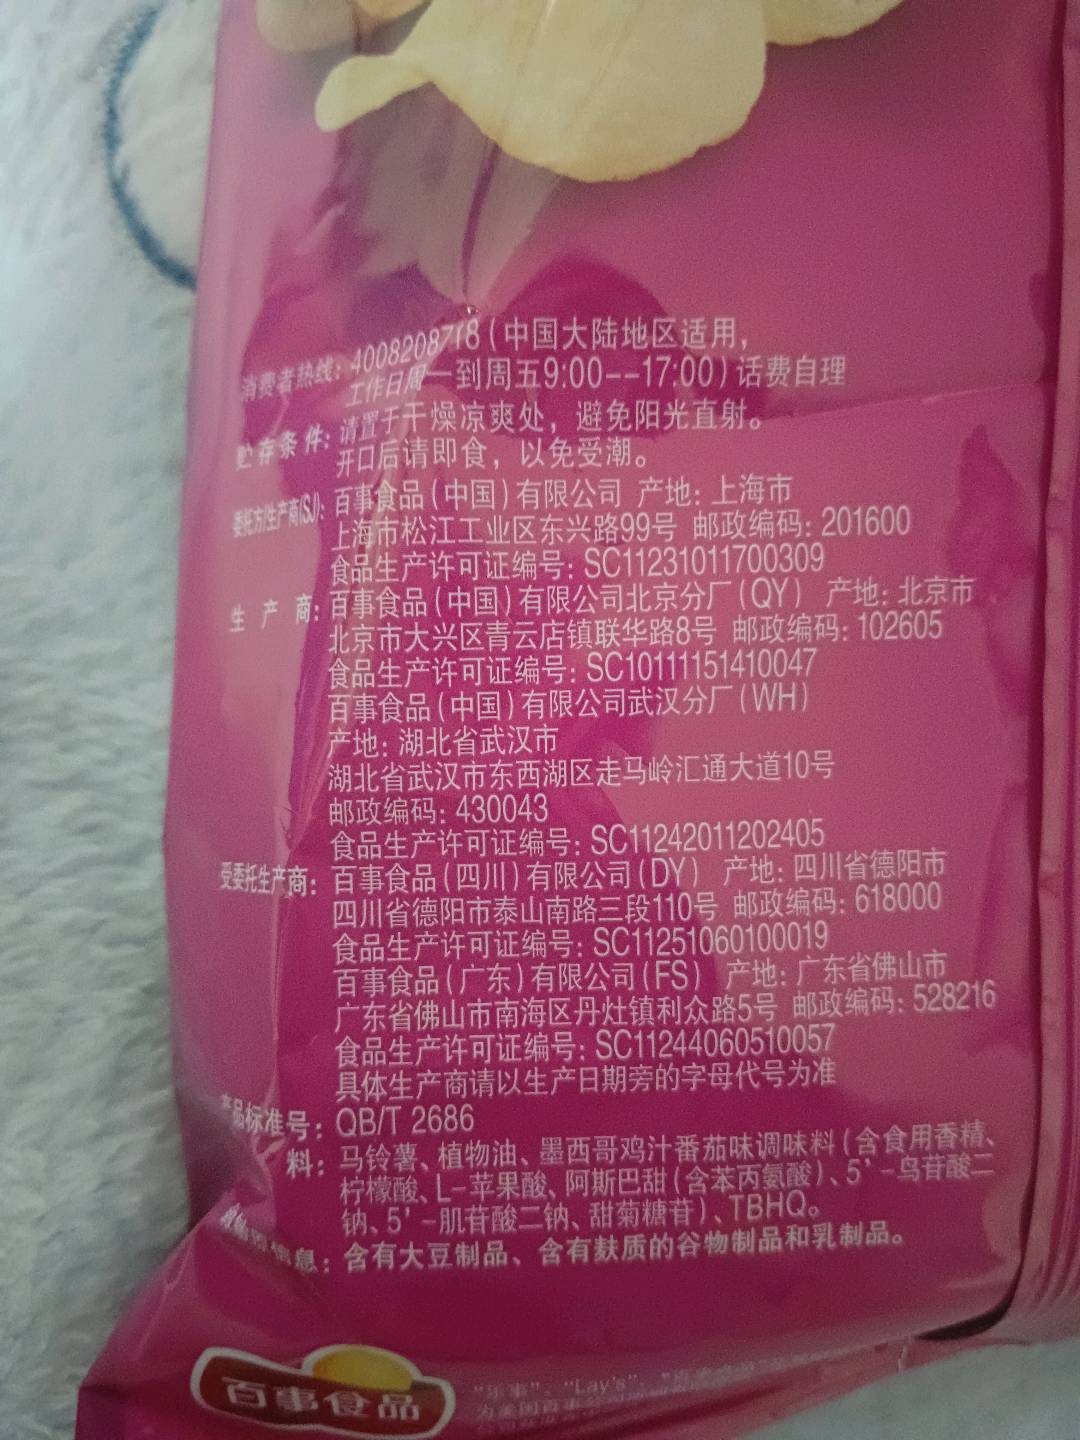 消费者热线: 4008208718 (中国大陆地区适用,
工作日周一到周五9:00--17:00) 话费自理
贮存条件: 请置于干燥凉爽处, 避免阳光直射。
开口后请即食, 以免受潮。
委托方/生产商(SJ): 百事食品(中国)有限公司 产地: 上海市
上海市松江工业区东兴路99号 邮政编码: 201600
食品生产许可证编号: SC11231011700309
生产商: 百事食品(中国)有限公司北京分厂(QY) 产地: 北京市
北京市大兴区青云店镇联华路8号 邮政编码: 102605
食品生产许可证编号: SC10111151410047
百事食品(中国)有限公司武汉分厂(WH)
产地: 湖北省武汉市
湖北省武汉市东西湖区走马岭汇通大道10号
邮政编码: 430043
食品生产许可证编号: SC11242011202405
受委托生产商: 百事食品(四川)有限公司(DY) 产地: 四川省德阳市
四川省德阳市泰山南路三段110号 邮政编码: 618000
食品生产许可证编号: SC11251060100019
百事食品(广东)有限公司(FS) 产地: 广东省佛山市
广东省佛山市南海区丹灶镇利众路5号 邮政编码: 528216
食品生产许可证编号: SC11244060510057
具体生产商请以生产日期旁的字母代号为准
产品标准号: QB/T 2686
料: 马铃薯、植物油、墨西哥鸡汁番茄味调味料(含食用香精、
柠檬酸、L-苹果酸、阿斯巴甜(含苯丙氨酸)、5'-鸟苷酸二
钠、5'-肌苷酸二钠、甜菊糖苷)、TBHQ。
信息: 含有大豆制品、含有麸质的谷物制品和乳制品。
百事食品
"乐事"、"Lay's"、
为美国百事公司